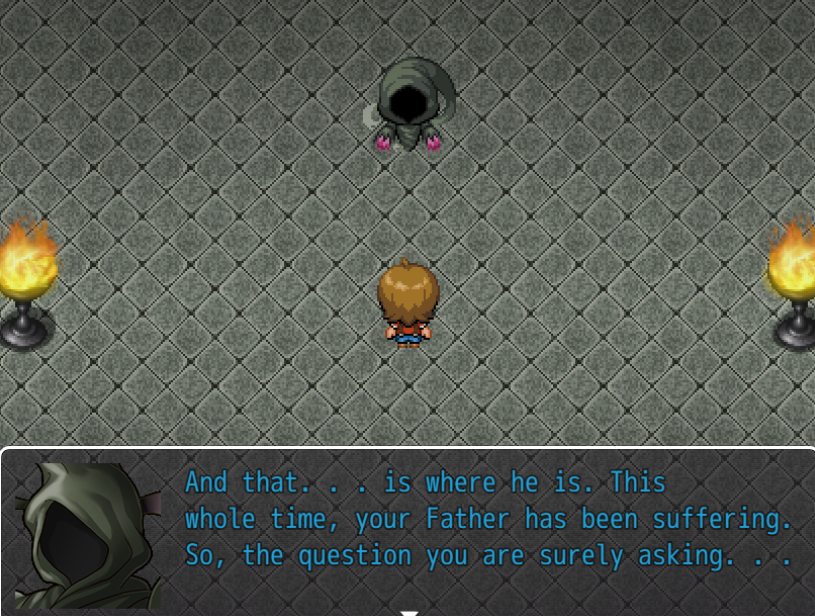 And that. . . is where he is. This
whole time, your Father has been suffering.
So, the question you are surely asking. . .